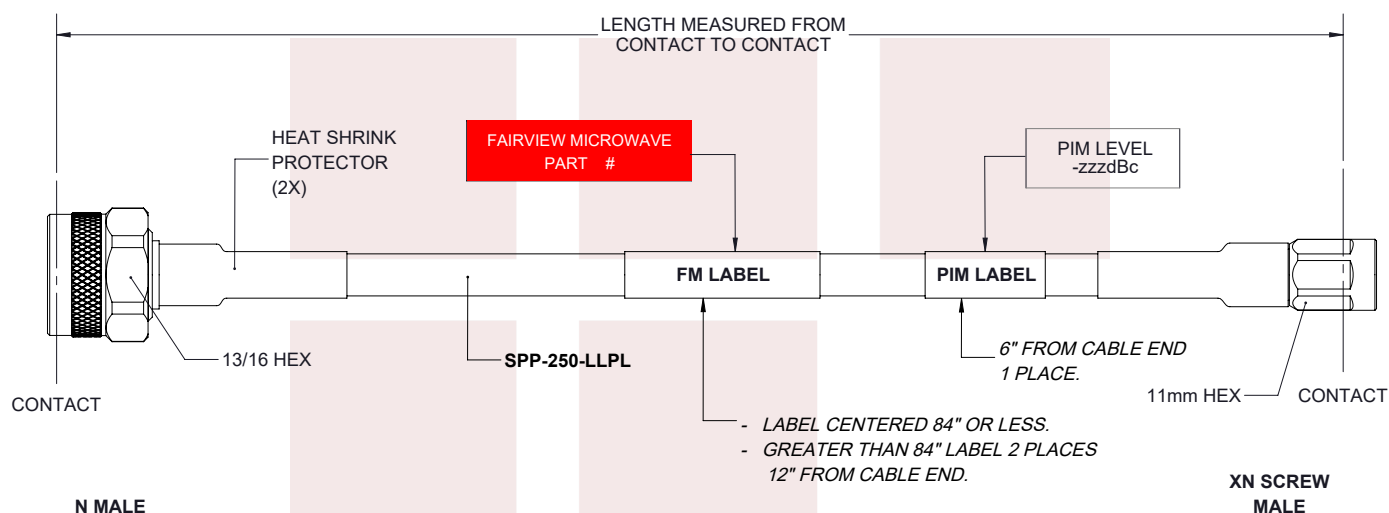 LENGTH MEASURED FROM
CONTACT TO CONTACT
HEAT SHRINK
PROTECTOR
(2X)
FAIRVIEW MICROWAVE
PART #
PIM LEVEL
-zzzdBc
FM LABEL
PIM LABEL
13/16 HEX
SPP-250-LLPL
6" FROM CABLE END
1 PLACE.
11mm HEX
CONTACT
CONTACT
- LABEL CENTERED 84" OR LESS.
- GREATER THAN 84" LABEL 2 PLACES
12" FROM CABLE END.
N MALE
XN SCREW
MALE